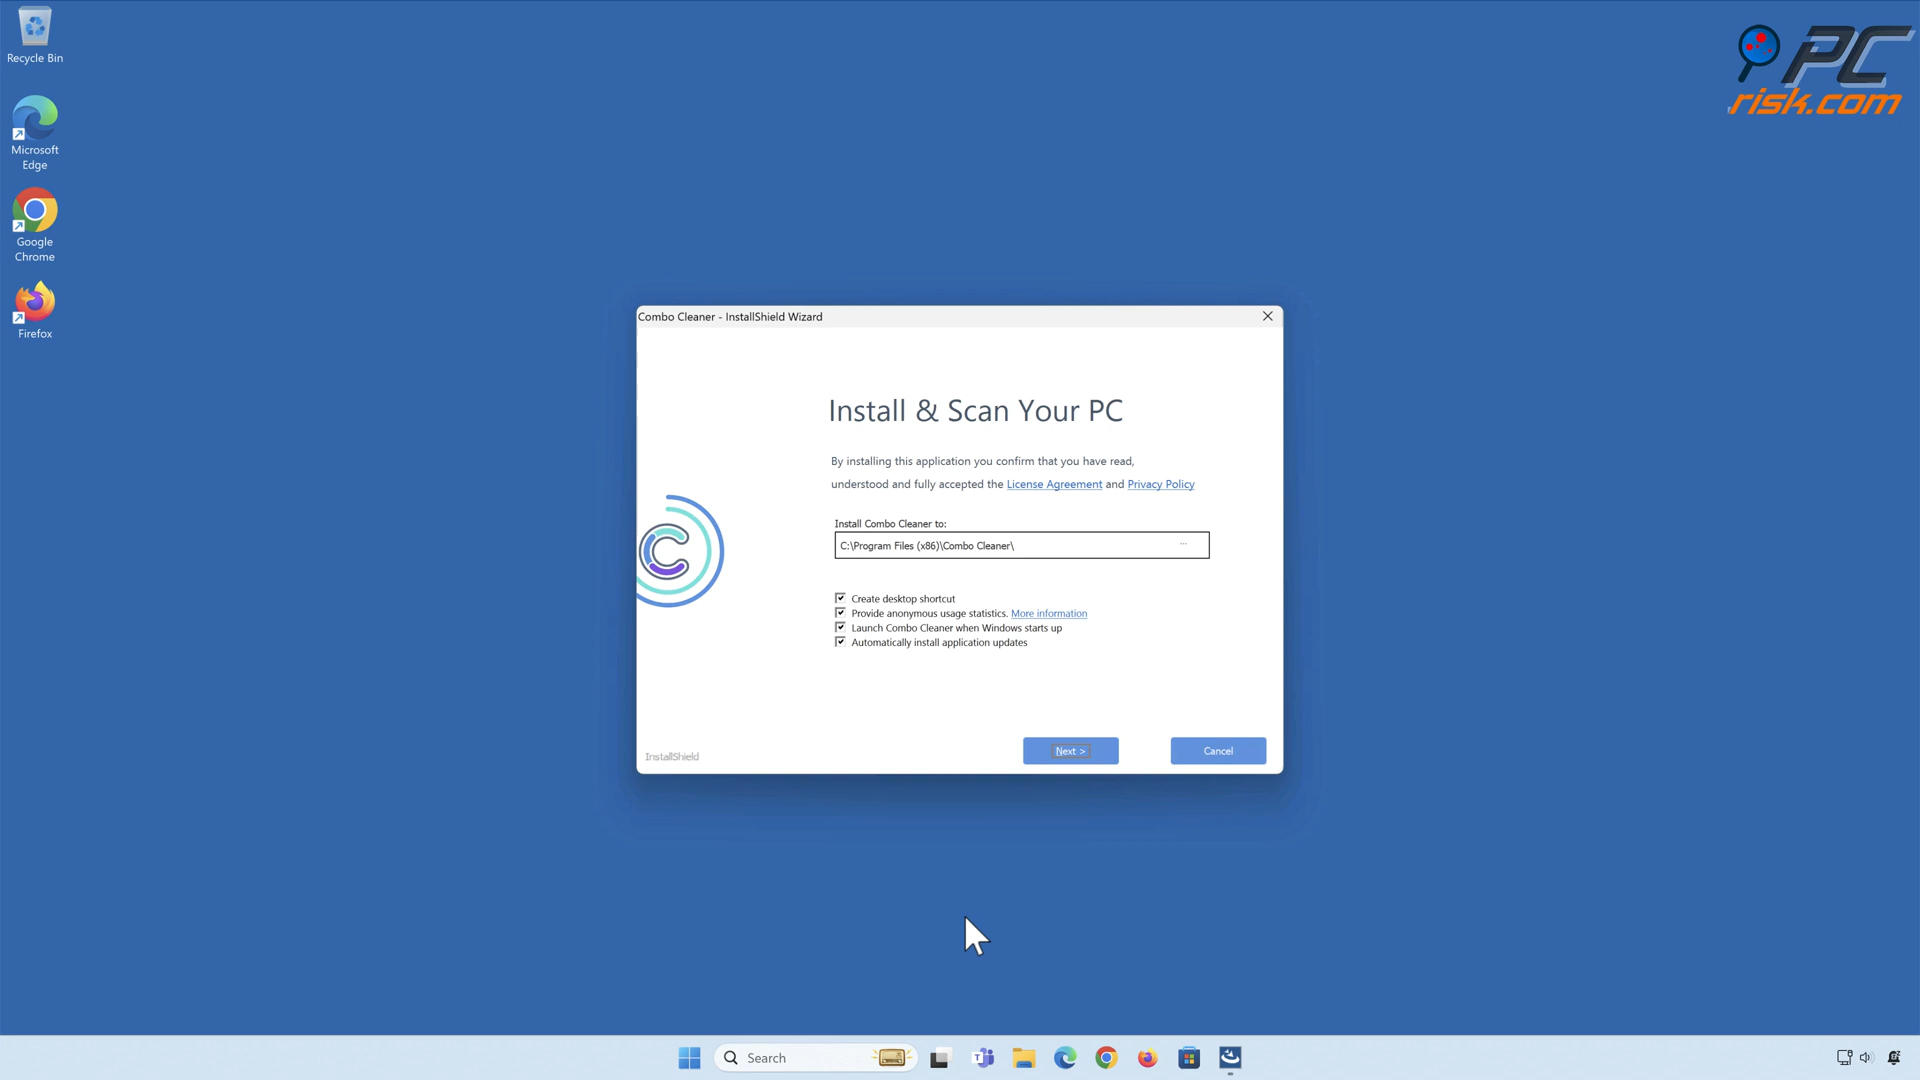 Recycle Bin
PC
risk.com
Microsoft
Edge
Google
Chrome
Firefox
Combo Cleaner - InstallShield Wizard
Install & Scan Your PC
By installing this application you confirm that you have read,
understood and fully accepted the License Agreement and Privacy Policy
Install Combo Cleaner to:
C:\Program Files (x86)\Combo Cleaner\ ...
Create desktop shortcut
Provide anonymous usage statistics. More information
Launch Combo Cleaner when Windows starts up
Automatically install application updates
InstallShield
Next >
Cancel
Search